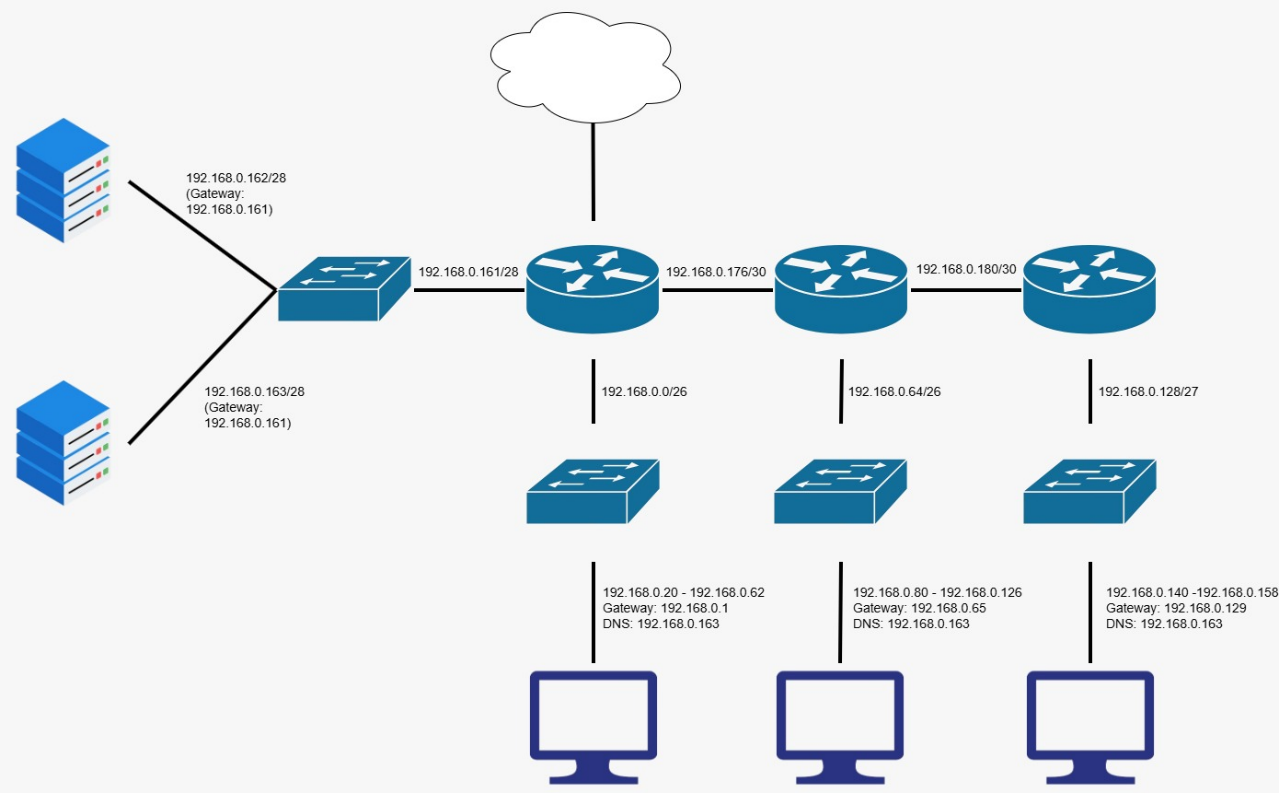 192.168.0.162/28
(Gateway:
192.168.0.161)
192.168.0.161/28
192.168.0.176/30
192.168.0.180/30
192.168.0.163/28
(Gateway:
192.168.0.161)
192.168.0.0/26
192.168.0.64/26
192.168.0.128/27
192.168.0.20 - 192.168.0.62
Gateway: 192.168.0.1
DNS: 192.168.0.163
192.168.0.80 - 192.168.0.126
Gateway: 192.168.0.65
DNS: 192.168.0.163
192.168.0.140 -192.168.0.158
Gateway: 192.168.0.129
DNS: 192.168.0.163